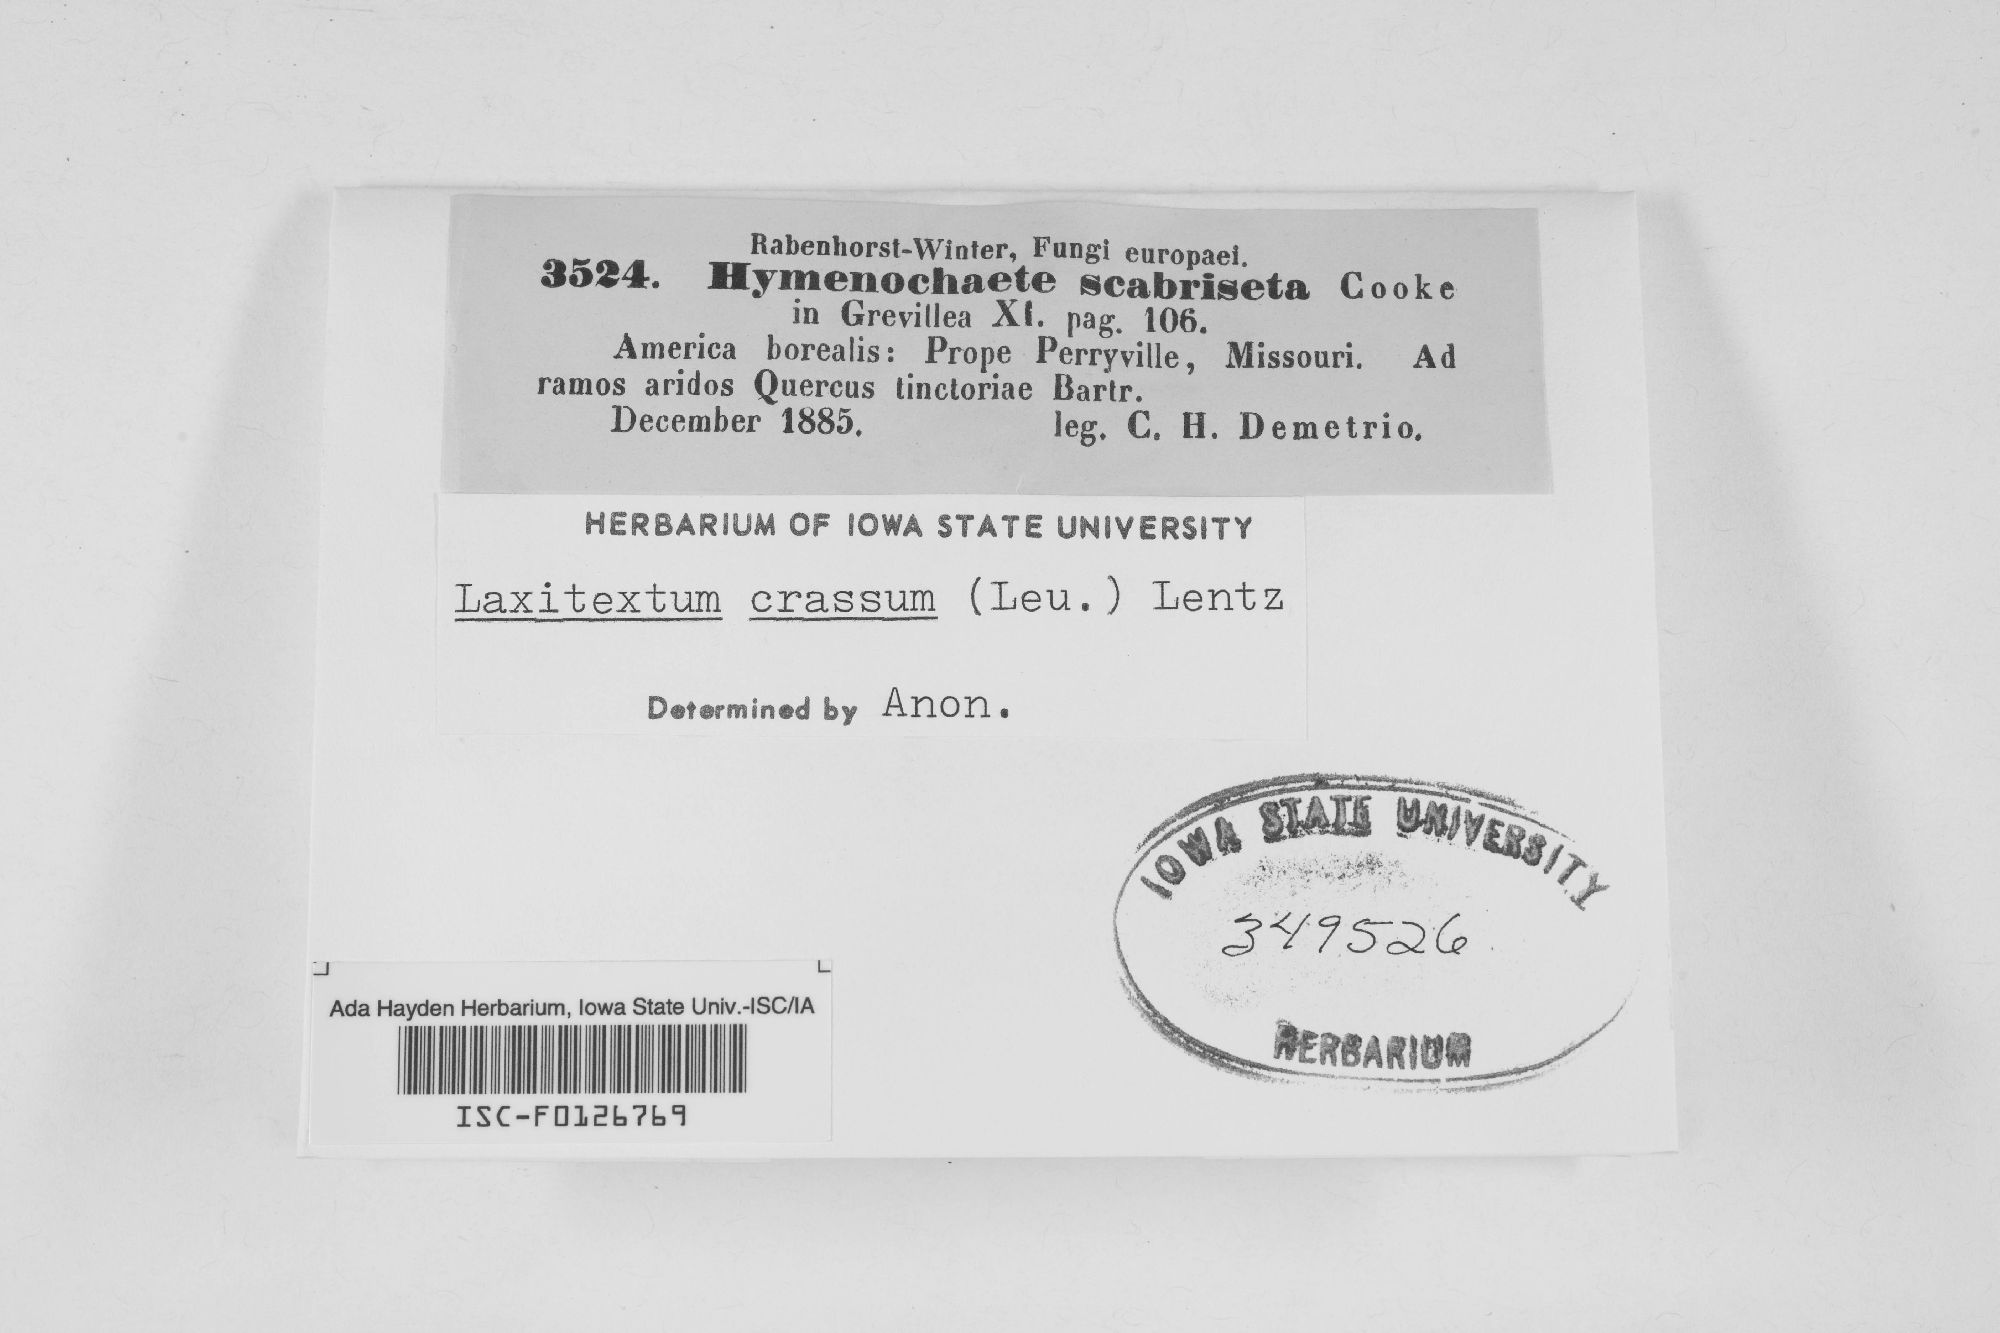 Rabenhorst-Winter, Fungi europaei.
3524. Hymenochaete scabriseta Cooke
in Grevillea XI. pag. 106.
America borealis: Prope Perryville, Missouri. Ad
ramos aridos Quercus tinctoriae Bartr.
December 1885. leg. C. H. Demetrio.
HERBARIUM OF IOWA STATE UNIVERSITY
Laxitextum crassum (Leu.) Lentz
Determined by Anon.
IOWA STATE UNIVERSITY
349526
HERBARIUM
Ada Hayden Herbarium, Iowa State Univ.-ISC/IA
ISC-F0126769